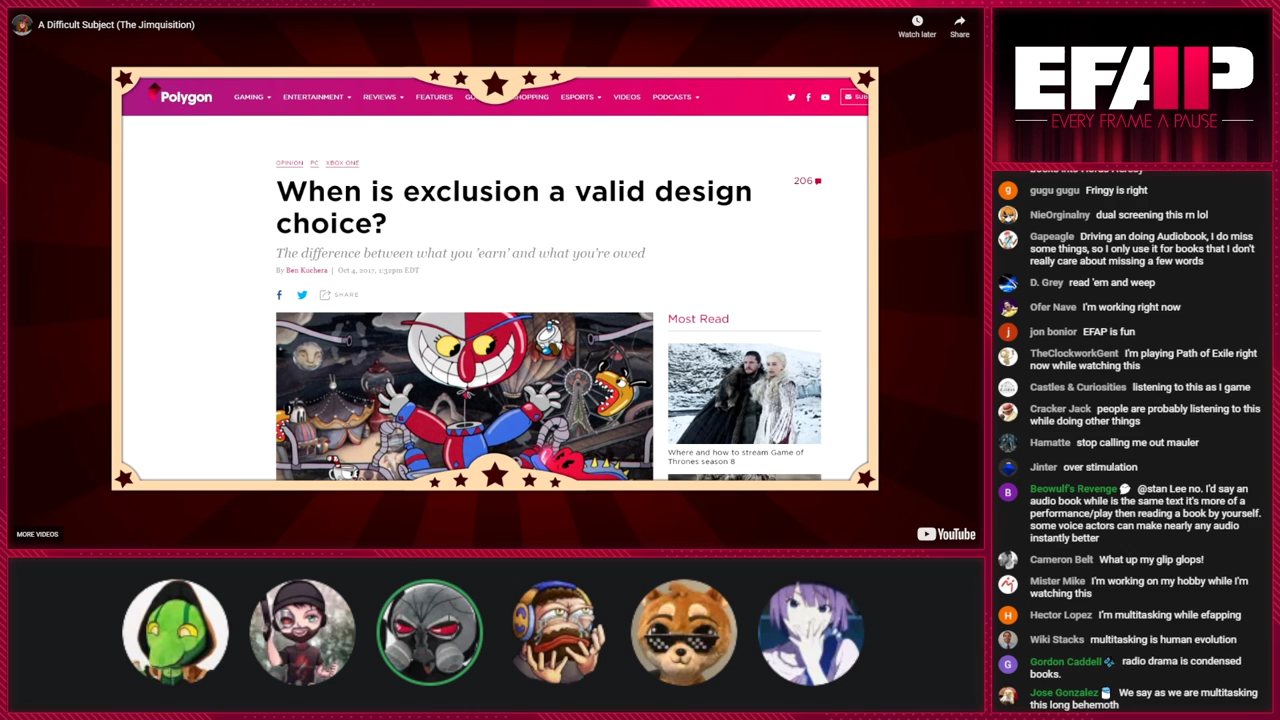 A Difficult Subject (The Jimquisition)
Watch later
Share
Polygon
GAMING
ENTERTAINMENT
REVIEWS
FEATURES
SHOPPING
ESPORTS
VIDEOS
PODCASTS
OPINION PC XBOX ONE
206
When is exclusion a valid design
choice?
The difference between what you 'earn' and what you're owed
By Ben Kuchera | Oct 4, 2017, 1:32pm EDT
SHARE
Most Read
Where and how to stream Game of
Thrones season 8
MORE VIDEOS
YouTube
EFAP
EVERY FRAME A PAUSE
gugu gugu Fringy is right
NieOrginalny dual screening this rn lol
Gapeagle Driving an doing Audiobook, I do miss
some things, so I only use it for books that I don't
really care about missing a few words
D. Grey read 'em and weep
Ofer Nave I'm working right now
jon bonior EFAP is fun
TheClockworkGent I'm playing Path of Exile right
now while watching this
Castles & Curiosities listening to this as I game
Cracker Jack people are probably listening to this
while doing other things
Hamatte stop calling me out mauler
Jinter over stimulation
Beowulf's Revenge @stan Lee no. I'd say an
audio book while is the same text it's more of a
performance/play then reading a book by yourself.
some voice actors can make nearly any audio
instantly better
Cameron Belt What up my glip glops!
Mister Mike I'm working on my hobby while I'm
watching this
Hector Lopez I'm multitasking while efapping
Wiki Stacks multitasking is human evolution
Gordon Caddell radio drama is condensed
books.
Jose Gonzalez We say as we are multitasking
this long behemoth